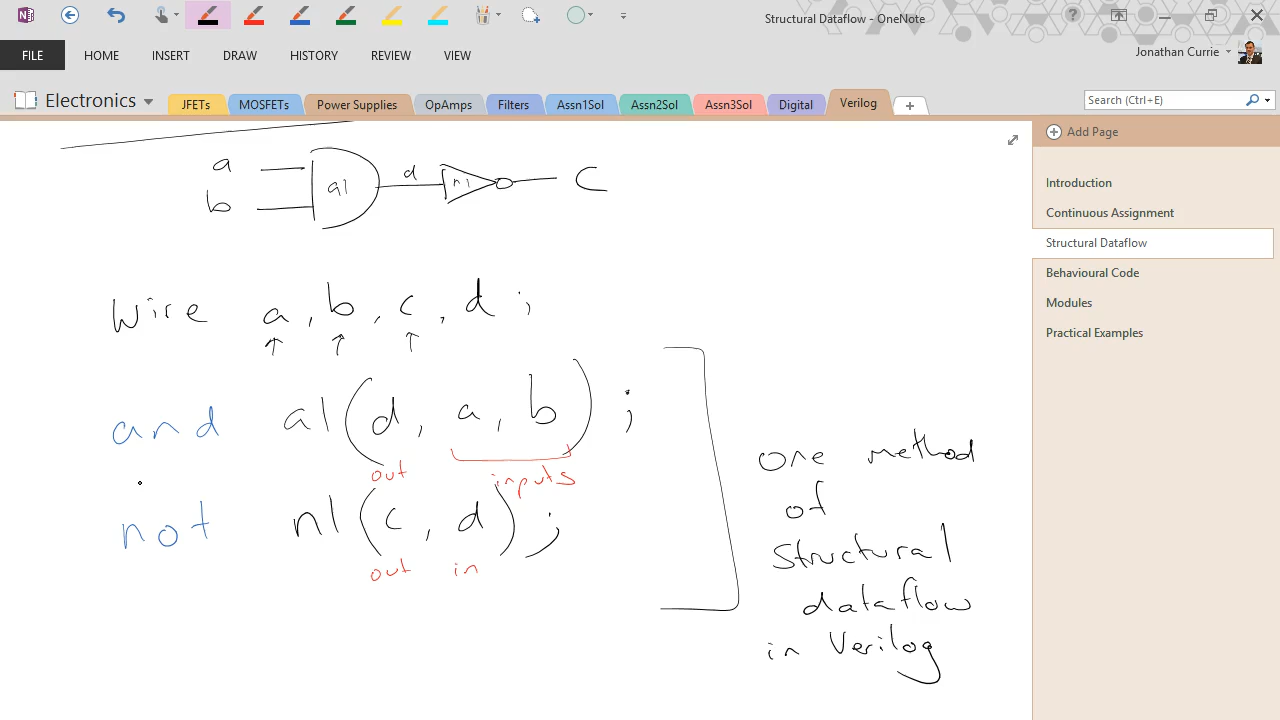 Structural Dataflow - OneNote
Jonathan Currie
FILE HOME INSERT DRAW HISTORY REVIEW VIEW
Electronics JFETs MOSFETs Power Supplies OpAmps Filters Assn1Sol Assn2Sol Assn3Sol Digital Verilog
Search (Ctrl+E)
Add Page
Introduction
Continuous Assignment
Structural Dataflow
Behavioural Code
Modules
Practical Examples
a
b
a1
d
n1
C
Wire a, b, c, d ;
and a1(d, a, b) ;
out inputs
not n1(c, d) ;
out in
One method
of
Structural
dataflow
in Verilog